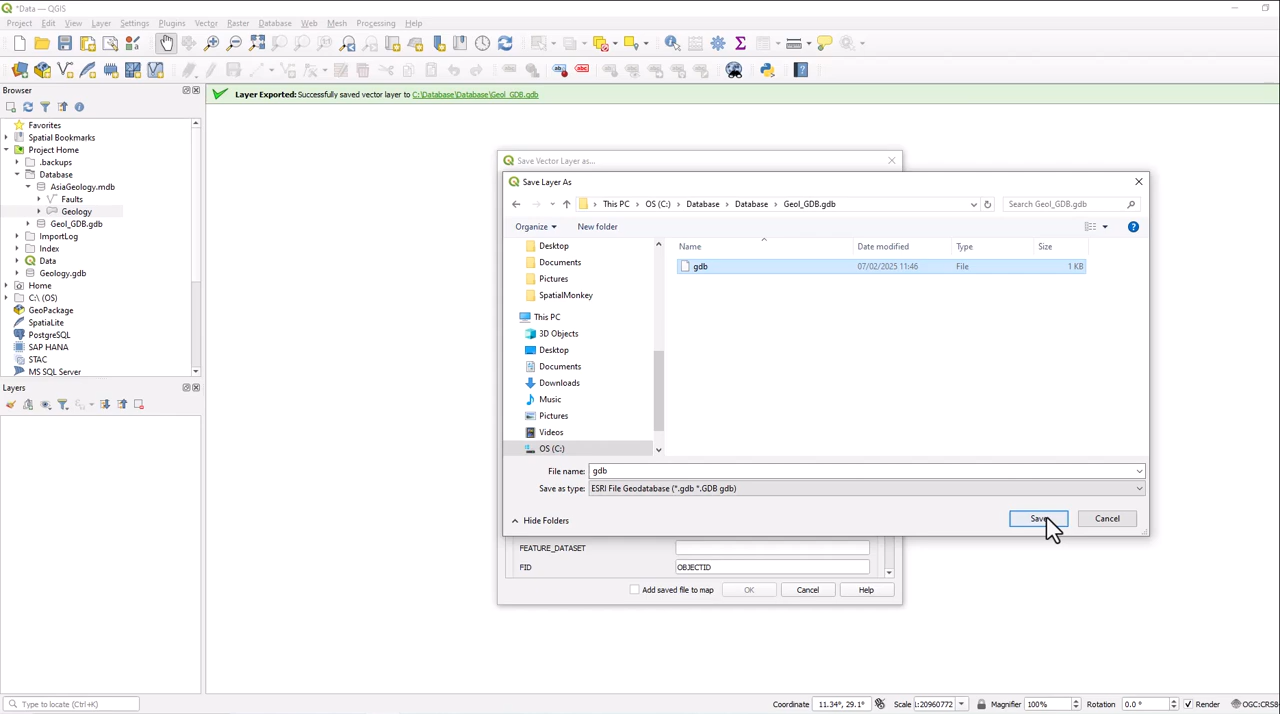 *Data — QGIS
Project Edit View Layer Settings Plugins Vector Raster Database Web Mesh Processing Help
Browser
Layer Exported: Successfully saved vector layer to C:\Database\Database\Geol_GDB.gdb
Favorites
Spatial Bookmarks
Project Home
.backups
Database
AsiaGeology.mdb
Faults
Geology
Geol_GDB.gdb
ImportLog
Index
Data
Geology.gdb
Home
C:\ (OS)
GeoPackage
SpatiaLite
PostgreSQL
SAP HANA
STAC
MS SQL Server
Layers
Save Vector Layer as...
Save Layer As
This PC > OS (C:) > Database > Database > Geol_GDB.gdb
Search Geol_GDB.gdb
Organize New folder
Name Date modified Type Size
gdb 07/02/2025 11:46 File 1 KB
Desktop
Documents
Pictures
SpatialMonkey
This PC
3D Objects
Desktop
Documents
Downloads
Music
Pictures
Videos
OS (C:)
File name: gdb
Save as type: ESRI File Geodatabase (*.gdb *.GDB gdb)
Hide Folders Save Cancel
FEATURE_DATASET
FID OBJECTID
Add saved file to map OK Cancel Help
Type to locate (Ctrl+K) Coordinate 11.34°, 29.1° Scale 1:20960772 Magnifier 100% Rotation 0.0 ° Render OGC:CRS8